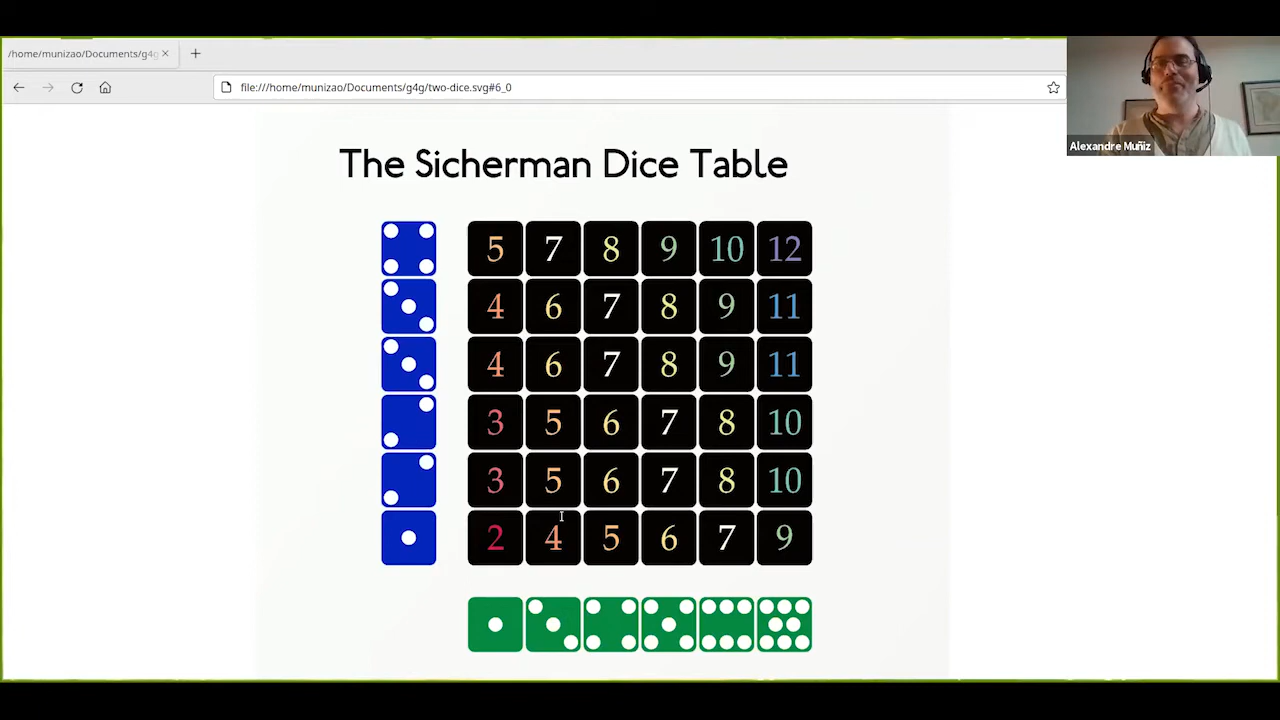 /home/munizao/Documents/g4g
file:///home/munizao/Documents/g4g/two-dice.svg#6_0
Alexandre Muñiz
The Sicherman Dice Table
5 7 8 9 10 12
4 6 7 8 9 11
4 6 7 8 9 11
3 5 6 7 8 10
3 5 6 7 8 10
2 4 5 6 7 9